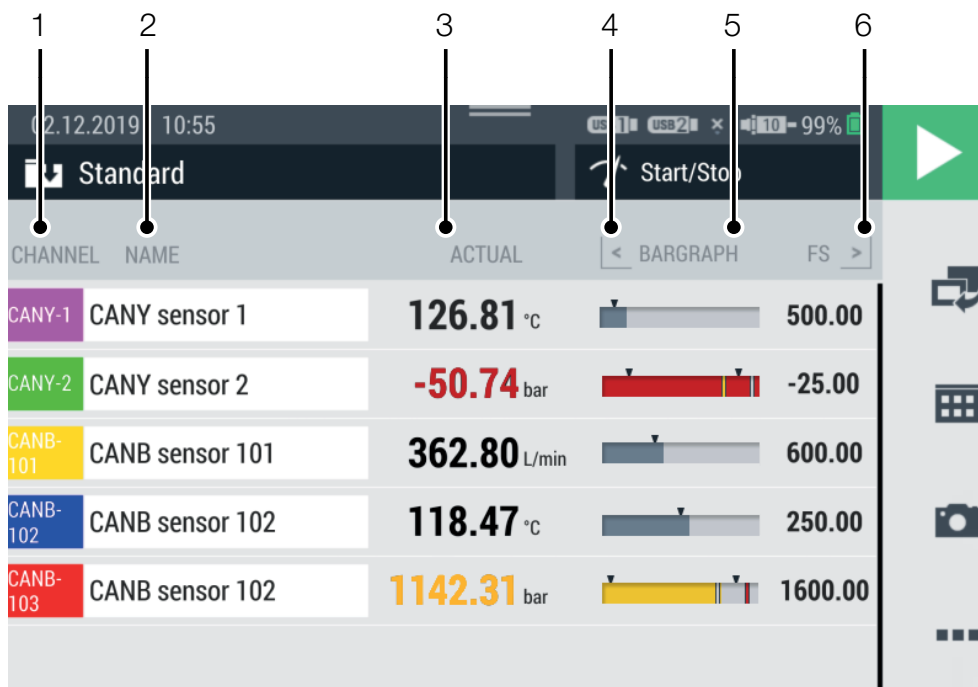 1 2 3 4 5 6
02.12.2019 10:55 USB1 USB2 10 99%
Standard Start/Stop
CHANNEL NAME ACTUAL < BARGRAPH FS >
CANY-1 CANY sensor 1 126.81 °C 500.00
CANY-2 CANY sensor 2 -50.74 bar -25.00
CANB-
101 CANB sensor 101 362.80 L/min 600.00
CANB-
102 CANB sensor 102 118.47 °C 250.00
CANB-
103 CANB sensor 102 1142.31 bar 1600.00